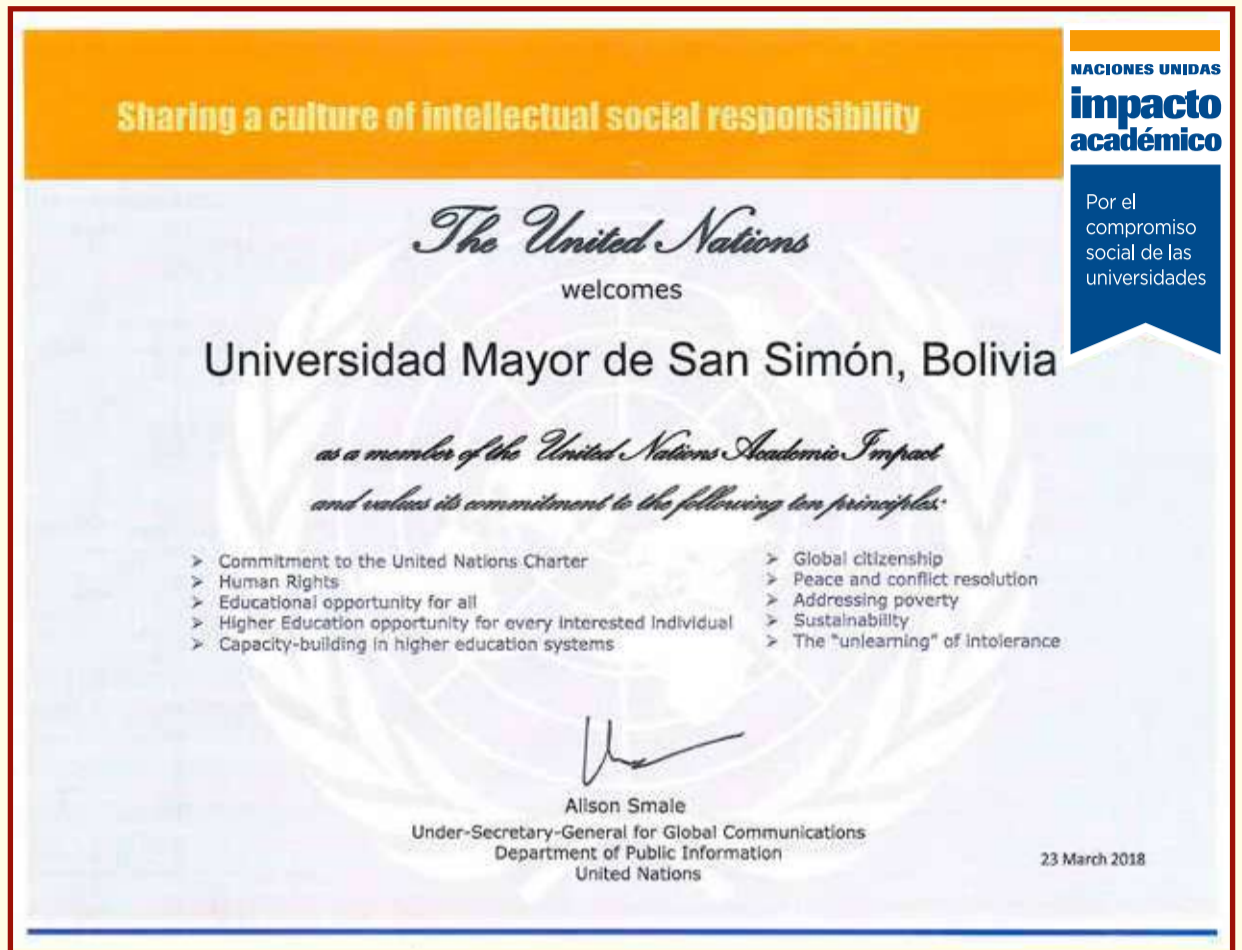 Sharing a culture of intellectual social responsibility
NACIONES UNIDAS
impacto
académico
Por el
compromiso
social de las
universidades
The United Nations
welcomes
Universidad Mayor de San Simón, Bolivia
as a member of the United Nations Academic Impact
and values its commitment to the following ten principles:
➢ Commitment to the United Nations Charter
➢ Human Rights
➢ Educational opportunity for all
➢ Higher Education opportunity for every interested individual
➢ Capacity-building in higher education systems
➢ Global citizenship
➢ Peace and conflict resolution
➢ Addressing poverty
➢ Sustainability
➢ The "unlearning" of intolerance
Alison Smale
Under-Secretary-General for Global Communications
Department of Public Information
United Nations
23 March 2018